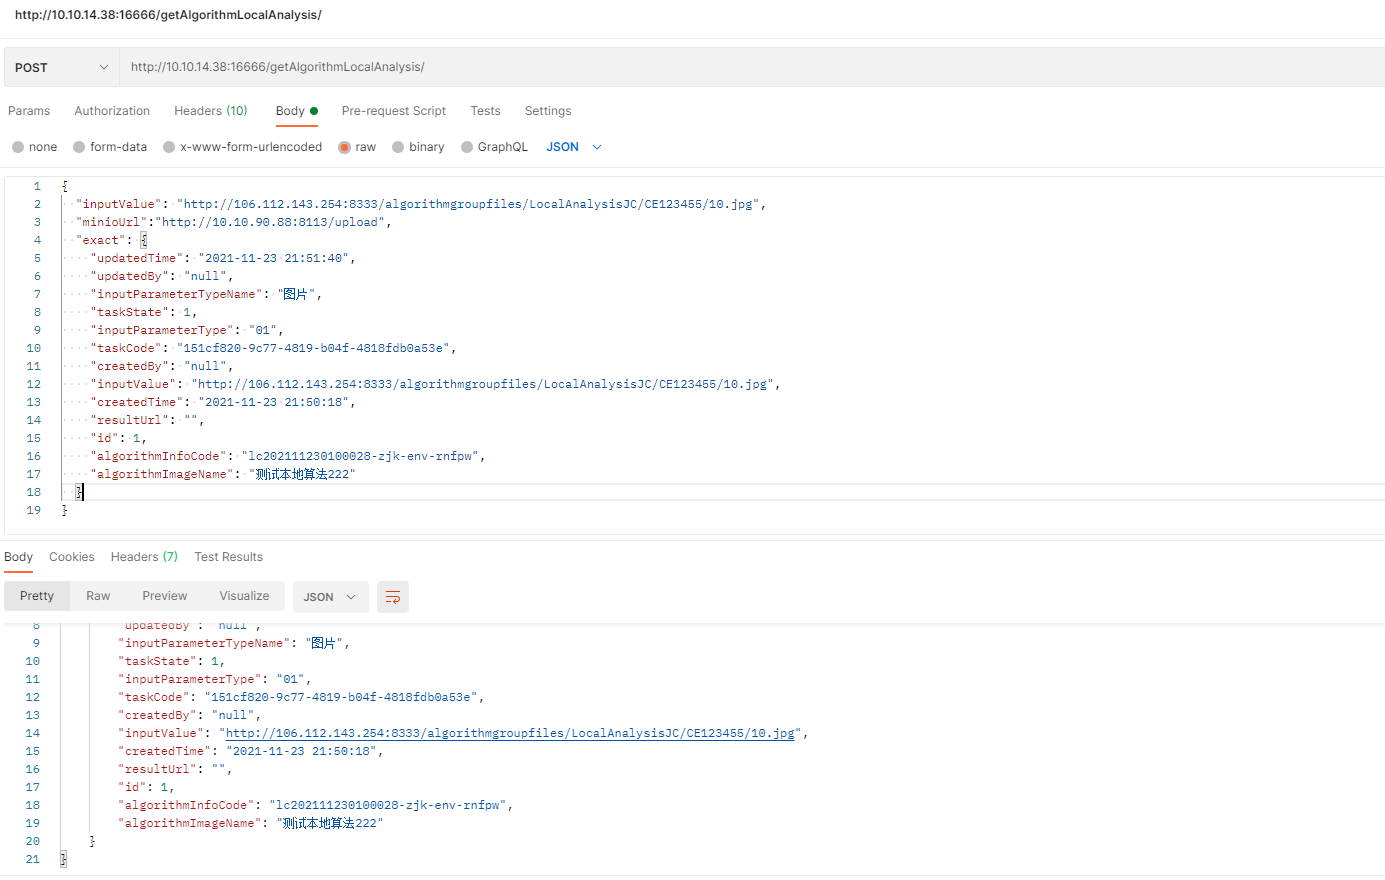 http://10.10.14.38:16666/getAlgorithmLocalAnalysis/
POST http://10.10.14.38:16666/getAlgorithmLocalAnalysis/
Params Authorization Headers (10) Body Pre-request Script Tests Settings
none form-data x-www-form-urlencoded raw binary GraphQL JSON
1 {
2 "inputValue": "http://106.112.143.254:8333/algorithmgroupfiles/LocalAnalysisJC/CE123455/10.jpg",
3 "minioUrl":"http://10.10.90.88:8113/upload",
4 "exact": {
5 "updatedTime": "2021-11-23 21:51:40",
6 "updatedBy": "null",
7 "inputParameterTypeName": "图片",
8 "taskState": 1,
9 "inputParameterType": "01",
10 "taskCode": "151cf820-9c77-4819-b04f-4818fdb0a53e",
11 "createdBy": "null",
12 "inputValue": "http://106.112.143.254:8333/algorithmgroupfiles/LocalAnalysisJC/CE123455/10.jpg",
13 "createdTime": "2021-11-23 21:50:18",
14 "resultUrl": "",
15 "id": 1,
16 "algorithmInfoCode": "lc202111230100028-zjk-env-rnfpw",
17 "algorithmImageName": "测试本地算法222"
18 }
19 }
Body Cookies Headers (7) Test Results
Pretty Raw Preview Visualize JSON
8 "updatedBy": "null",
9 "inputParameterTypeName": "图片",
10 "taskState": 1,
11 "inputParameterType": "01",
12 "taskCode": "151cf820-9c77-4819-b04f-4818fdb0a53e",
13 "createdBy": "null",
14 "inputValue": "http://106.112.143.254:8333/algorithmgroupfiles/LocalAnalysisJC/CE123455/10.jpg",
15 "createdTime": "2021-11-23 21:50:18",
16 "resultUrl": "",
17 "id": 1,
18 "algorithmInfoCode": "lc202111230100028-zjk-env-rnfpw",
19 "algorithmImageName": "测试本地算法222"
20 }
21 }